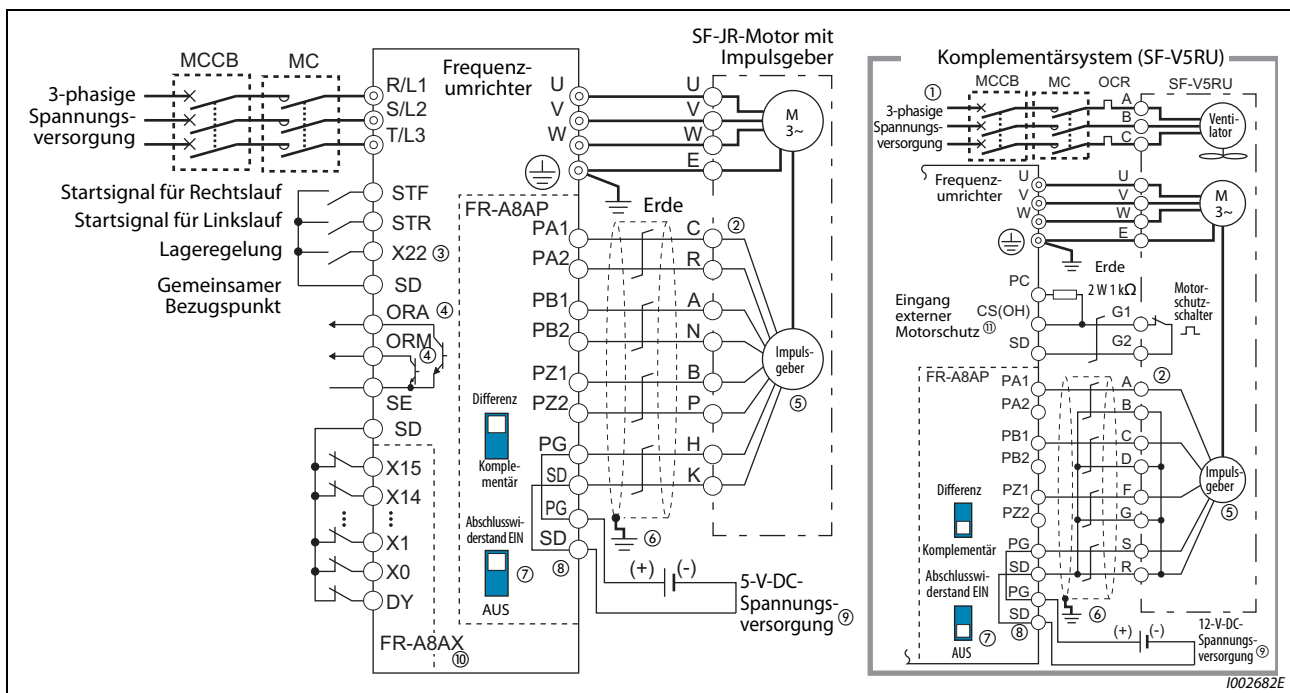 SF-JR-Motor mit
Impulsgeber
MCCB
MC
3-phasige
Spannungs-
versorgung
R/L1
S/L2
T/L3
Frequenz-
umrichter
U
V
W
U
V
W
E
M
3~
Erde
Startsignal für Rechtslauf
Startsignal für Linkslauf
Lageregelung
Gemeinsamer
Bezugspunkt
STF
STR
X22 ③
SD
ORA ④
ORM
④
SE
SD
X15
X14
X1
X0
DY
FR-A8AX ⑩
FR-A8AP
PA1
PA2
PB1
PB2
PZ1
PZ2
PG
SD
PG
SD
C
R
A
N
B
P
H
K
②
Impuls-
geber
⑤
Differenz
Komple-
mentär
Abschlusswi-
derstand EIN
⑦
AUS
⑧
⑥
(+)
(-)
5-V-DC-
Spannungs-
versorgung ⑨
Komplementärsystem (SF-V5RU)
MCCB
MC
OCR
SF-V5RU
①
3-phasige
Spannungs-
versorgung
A
B
C
Venti-
lator
Frequenz-
umrichter
U
V
W
U
V
W
E
M
3~
Erde
2 W 1 kΩ
PC
Eingang
externer
Motorschutz ⑪
CS(OH)
SD
G1
G2
Motor-
schutz-
schalter
FR-A8AP
PA1
PA2
PB1
PB2
PZ1
PZ2
PG
SD
PG
SD
A
B
C
D
F
G
S
R
②
Impuls-
geber
⑤
Differenz
Komplementär
Abschlusswi-
derstand EIN
⑦
AUS
⑧
⑥
(+)
(-)
12-V-DC-
Spannungs-
versorgung ⑨
I002682E